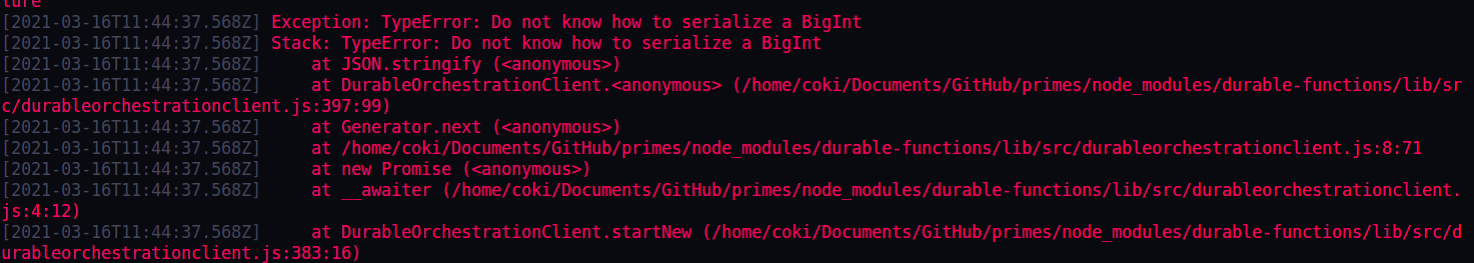 ture
[2021-03-16T11:44:37.568Z] Exception: TypeError: Do not know how to serialize a BigInt
[2021-03-16T11:44:37.568Z] Stack: TypeError: Do not know how to serialize a BigInt
[2021-03-16T11:44:37.568Z]     at JSON.stringify (<anonymous>)
[2021-03-16T11:44:37.568Z]     at DurableOrchestrationClient.<anonymous> (/home/coki/Documents/GitHub/primes/node_modules/durable-functions/lib/sr
c/durableorchestrationclient.js:397:99)
[2021-03-16T11:44:37.568Z]     at Generator.next (<anonymous>)
[2021-03-16T11:44:37.568Z]     at /home/coki/Documents/GitHub/primes/node_modules/durable-functions/lib/src/durableorchestrationclient.js:8:71
[2021-03-16T11:44:37.568Z]     at new Promise (<anonymous>)
[2021-03-16T11:44:37.568Z]     at __awaiter (/home/coki/Documents/GitHub/primes/node_modules/durable-functions/lib/src/durableorchestrationclient.
js:4:12)
[2021-03-16T11:44:37.568Z]     at DurableOrchestrationClient.startNew (/home/coki/Documents/GitHub/primes/node_modules/durable-functions/lib/src/d
urableorchestrationclient.js:383:16)